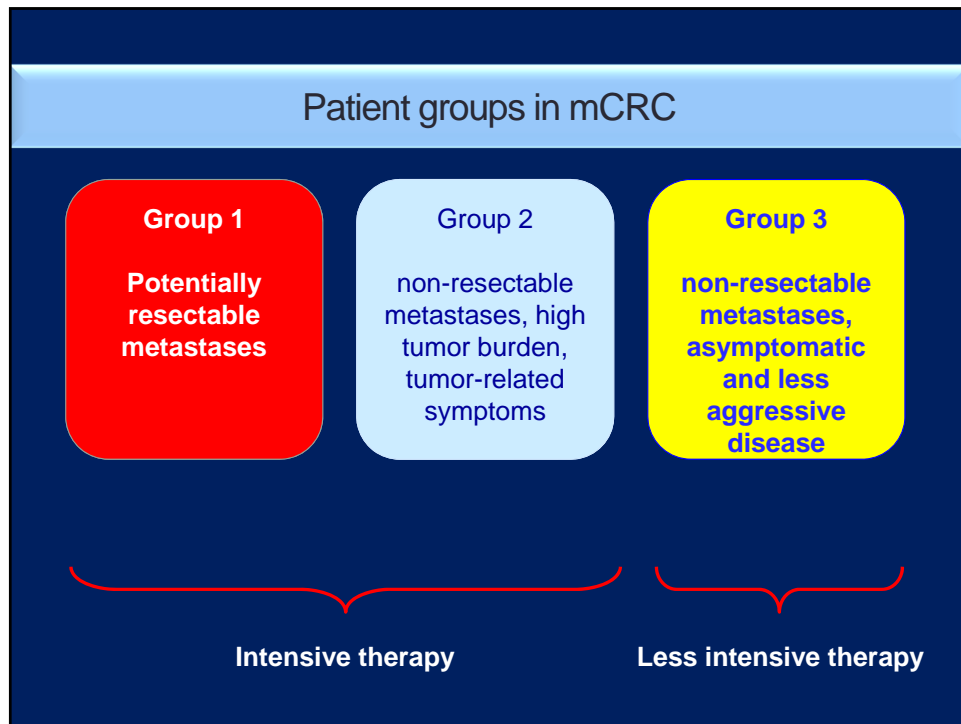 Patient groups in mCRC
Group 1
Potentially
resectable
metastases
Group 2
non-resectable
metastases, high
tumor burden,
tumor-related
symptoms
Group 3
non-resectable
metastases,
asymptomatic
and less
aggressive
disease
Intensive therapy
Less intensive therapy